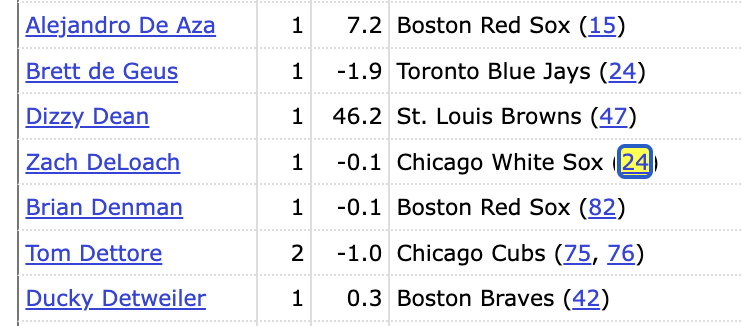 Alejandro De Aza 1 7.2 Boston Red Sox (15)
Brett de Geus 1 -1.9 Toronto Blue Jays (24)
Dizzy Dean 1 46.2 St. Louis Browns (47)
Zach DeLoach 1 -0.1 Chicago White Sox (24)
Brian Denman 1 -0.1 Boston Red Sox (82)
Tom Dettore 2 -1.0 Chicago Cubs (75, 76)
Ducky Detweiler 1 0.3 Boston Braves (42)